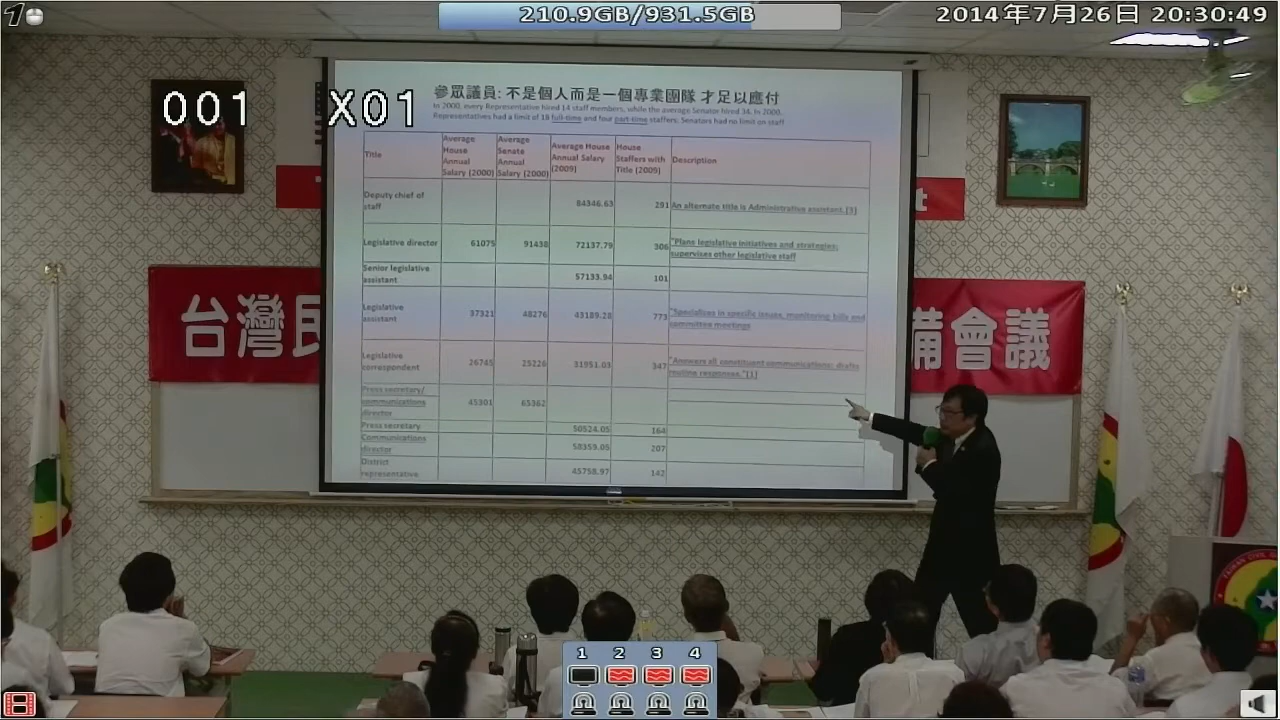 210.9GB/931.5GB
2014年7月26日 20:30:49
001 X01
參眾議員: 不是個人而是一個專業團隊 才足以應付
In 2000, every Representative hired 14 staff members, while the average Senator hired 34. In 2000,
Representatives had a limit of 18 full-time and four part-time staffers; Senators had no limit on staff
Title
Average House Annual Salary (2000)
Average Senate Annual Salary (2000)
Average House Annual Salary (2009)
House Staffers with Title (2009)
Description
Deputy chief of staff 84346.63 291 An alternate title is Administrative assistant.[3]
Legislative director 61075 91438 72137.79 306 "Plans legislative initiatives and strategies; supervises other legislative staff
Senior legislative assistant 57133.94 101
Legislative assistant 37321 48276 43189.28 773 "Specializes in specific issues, monitoring bills and committee meetings
Legislative correspondent 26745 25226 31951.03 347 "Answers all constituent communications; drafts routine responses."[1]
Press secretary/ communications director 45301 65362
Press secretary 50524.05 164
Communications director 58359.05 207
District representative 45758.97 142
t
台灣民
備會議
TAIWAN CIVIL
1 2 3 4